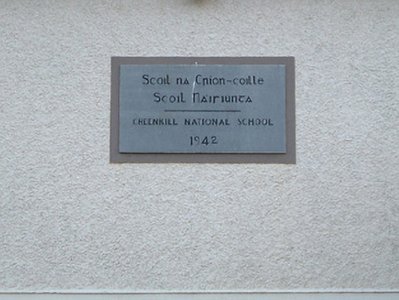 Scoil na Críon-coille
Scoil Náisiúnta
CREENKILL NATIONAL SCHOOL
1942